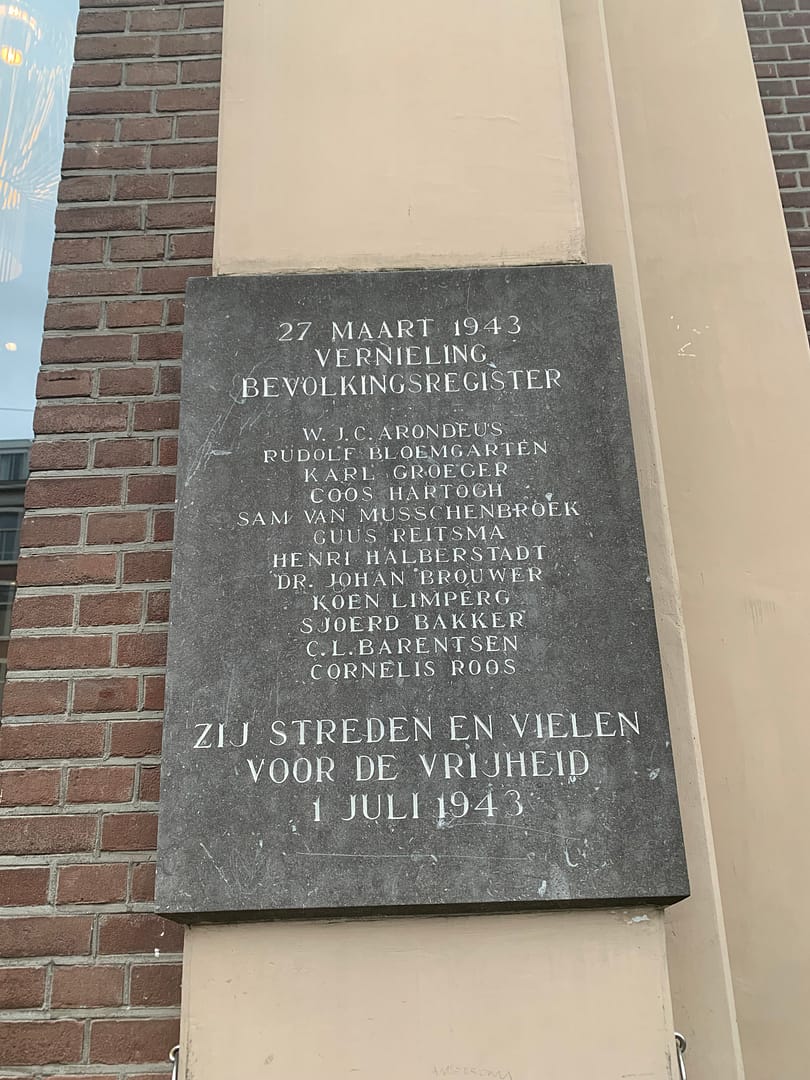 27 MAART 1943
VERNIELING
BEVOLKINGSREGISTER
W. J. C. ARONDEUS
RUDOLF BLOEMGARTEN
KARL GROEGER
COOS HARTOGH
SAM VAN MUSSCHENBROEK
GUUS REITSMA
HENRI HALBERSTADT
DR. JOHAN BROUWER
KOEN LIMPERG
SJOERD BAKKER
C. L. BARENTSEN
CORNELIS ROOS
ZIJ STREDEN EN VIELEN
VOOR DE VRIJHEID
1 JULI 1943